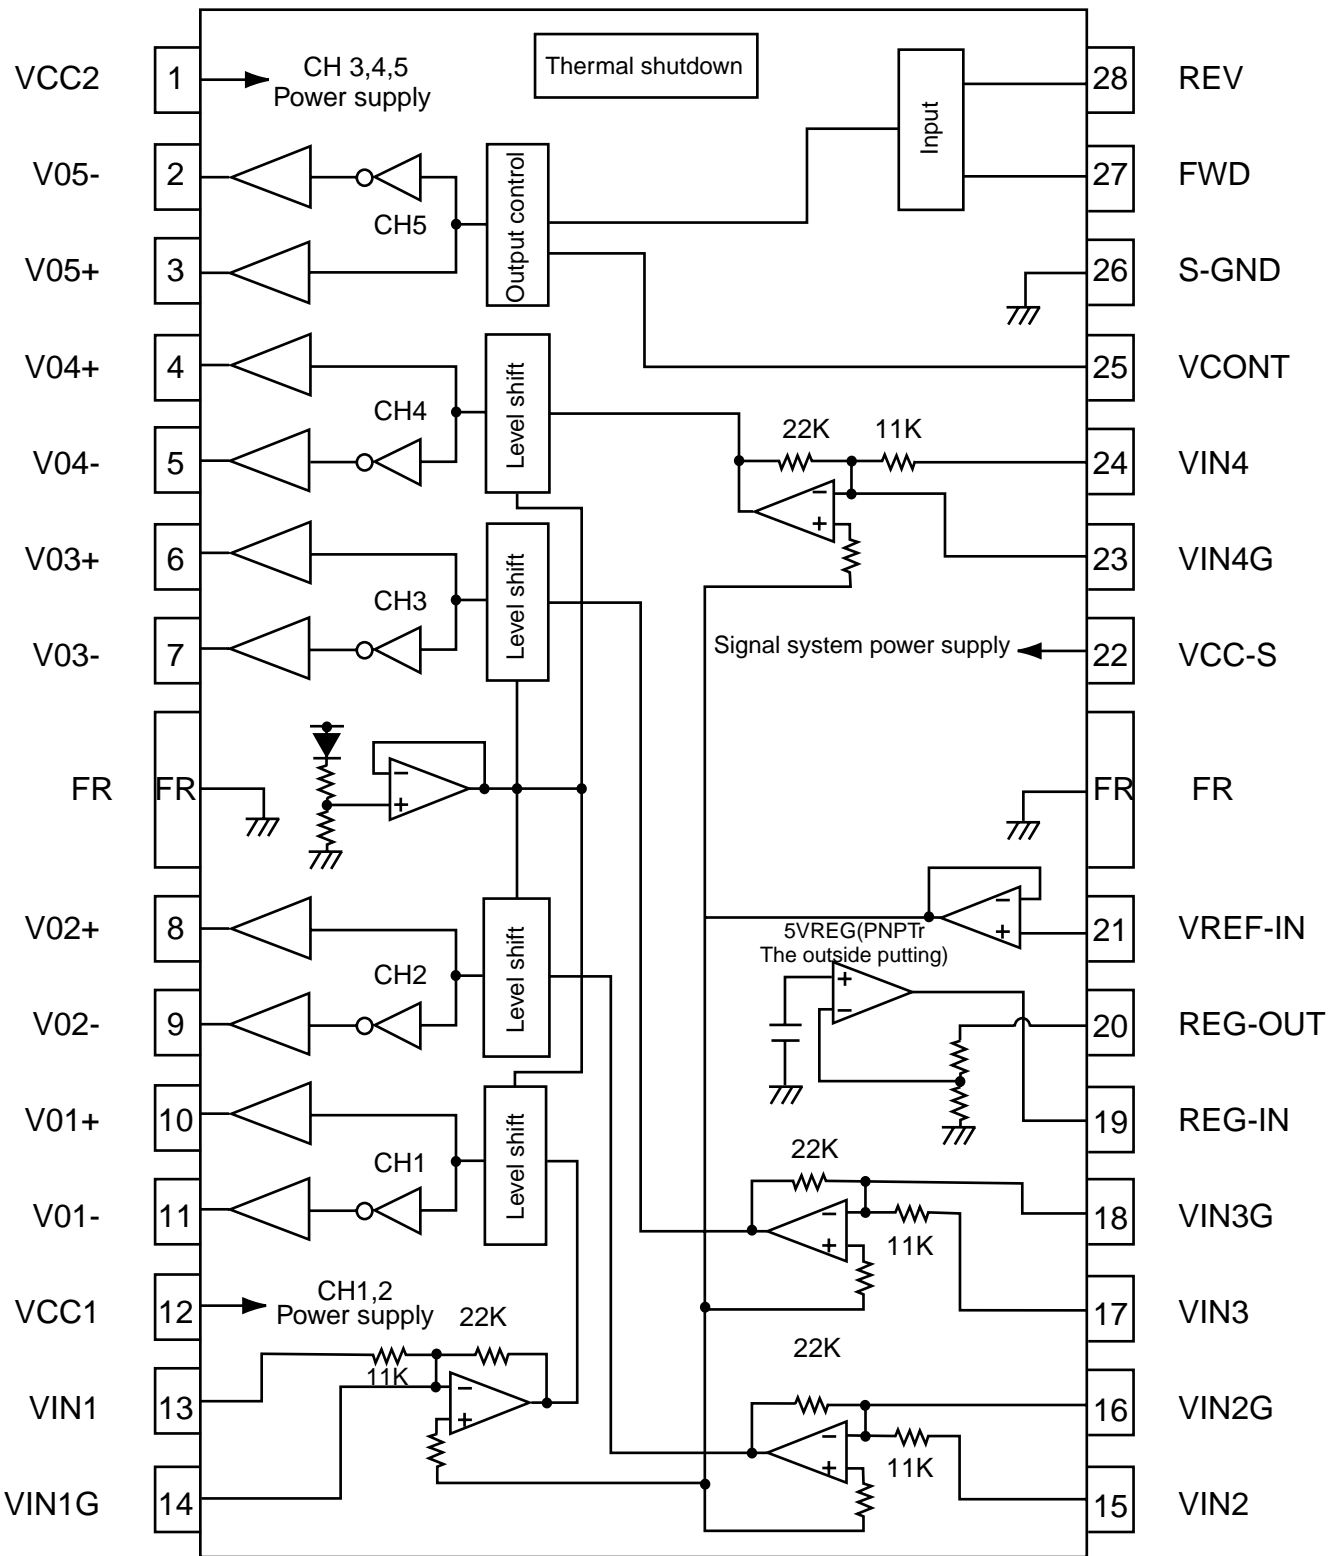 VCC2
1
CH 3,4,5
Power supply
Thermal shutdown
Input
28
REV
V05-
2
CH5
Output control
27
FWD
V05+
3
26
S-GND
V04+
4
CH4
Level shift
25
VCONT
V04-
5
22K
11K
24
VIN4
−
+
V03+
6
CH3
Level shift
23
VIN4G
V03-
7
Signal system power supply
22
VCC-S
FR
FR
−
+
FR
FR
V02+
8
CH2
Level shift
−
+
21
VREF-IN
5VREG(PNPTr
The outside putting)
+
−
V02-
9
20
REG-OUT
V01+
10
CH1
Level shift
19
REG-IN
V01-
11
22K
−
+
11K
18
VIN3G
VCC1
12
CH1,2
Power supply
22K
11K
−
+
17
VIN3
22K
VIN1
13
−
+
11K
16
VIN2G
VIN1G
14
15
VIN2